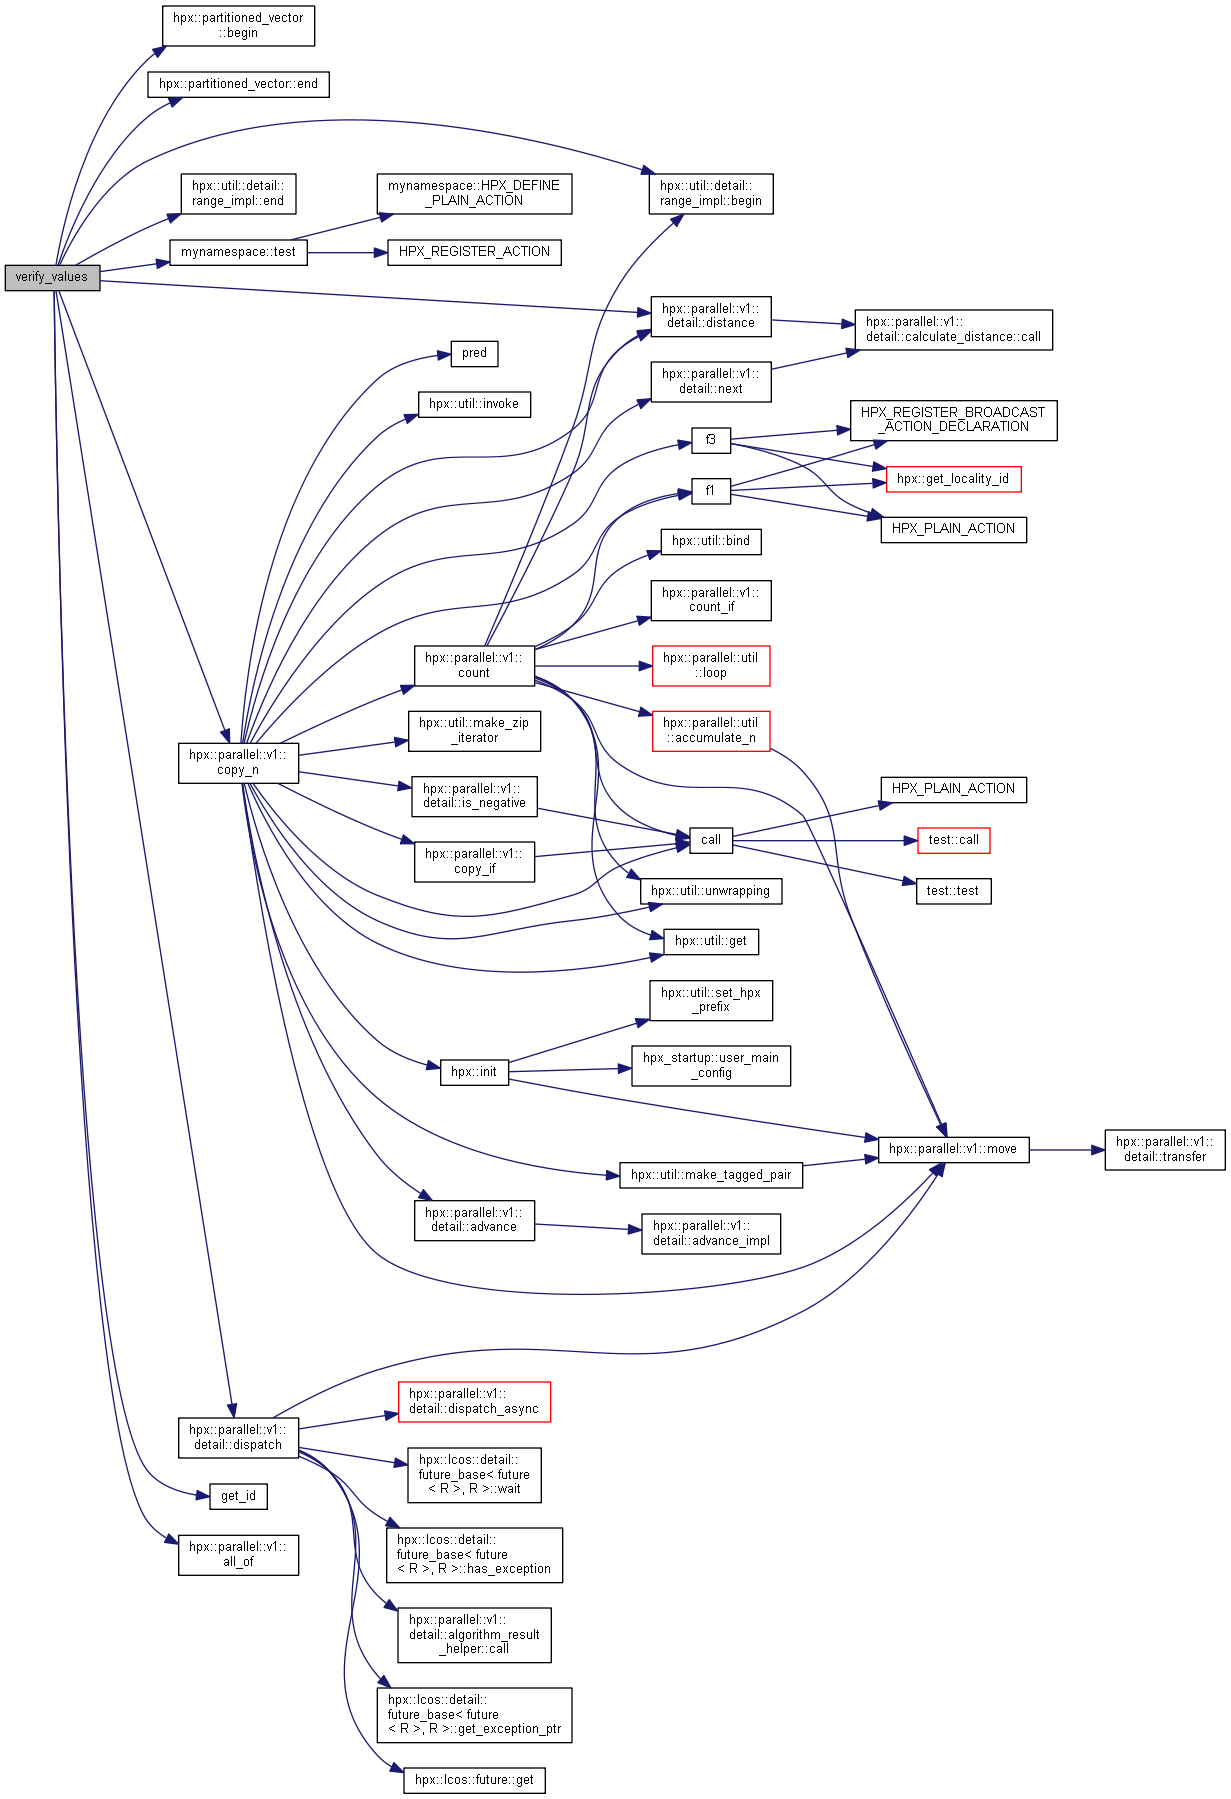 hpx::partitioned_vector
::begin
hpx::partitioned_vector::end
hpx::util::detail::
range_impl::end
mynamespace::HPX_DEFINE
_PLAIN_ACTION
hpx::util::detail::
range_impl::begin
mynamespace::test
HPX_REGISTER_ACTION
verify_values
hpx::parallel::v1::
detail::distance
hpx::parallel::v1::
detail::calculate_distance::call
pred
hpx::parallel::v1::
detail::next
hpx::util::invoke
HPX_REGISTER_BROADCAST
_ACTION_DECLARATION
f3
hpx::get_locality_id
f1
HPX_PLAIN_ACTION
hpx::util::bind
hpx::parallel::v1::
count_if
hpx::parallel::v1::
count
hpx::parallel::util
::loop
hpx::util::make_zip
_iterator
hpx::parallel::util
::accumulate_n
hpx::parallel::v1::
copy_n
hpx::parallel::v1::
detail::is_negative
HPX_PLAIN_ACTION
call
test::call
hpx::parallel::v1::
copy_if
hpx::util::unwrapping
test::test
hpx::util::get
hpx::util::set_hpx
_prefix
hpx::init
hpx_startup::user_main
_config
hpx::parallel::v1::move
hpx::parallel::v1::
detail::transfer
hpx::util::make_tagged_pair
hpx::parallel::v1::
detail::advance
hpx::parallel::v1::
detail::advance_impl
hpx::parallel::v1::
detail::dispatch_async
hpx::parallel::v1::
detail::dispatch
hpx::lcos::detail::
future_base< future
< R >, R >::wait
get_id
hpx::parallel::v1::
all_of
hpx::lcos::detail::
future_base< future
< R >, R >::has_exception
hpx::parallel::v1::
detail::algorithm_result
_helper::call
hpx::lcos::detail::
future_base< future
< R >, R >::get_exception_ptr
hpx::lcos::future::get